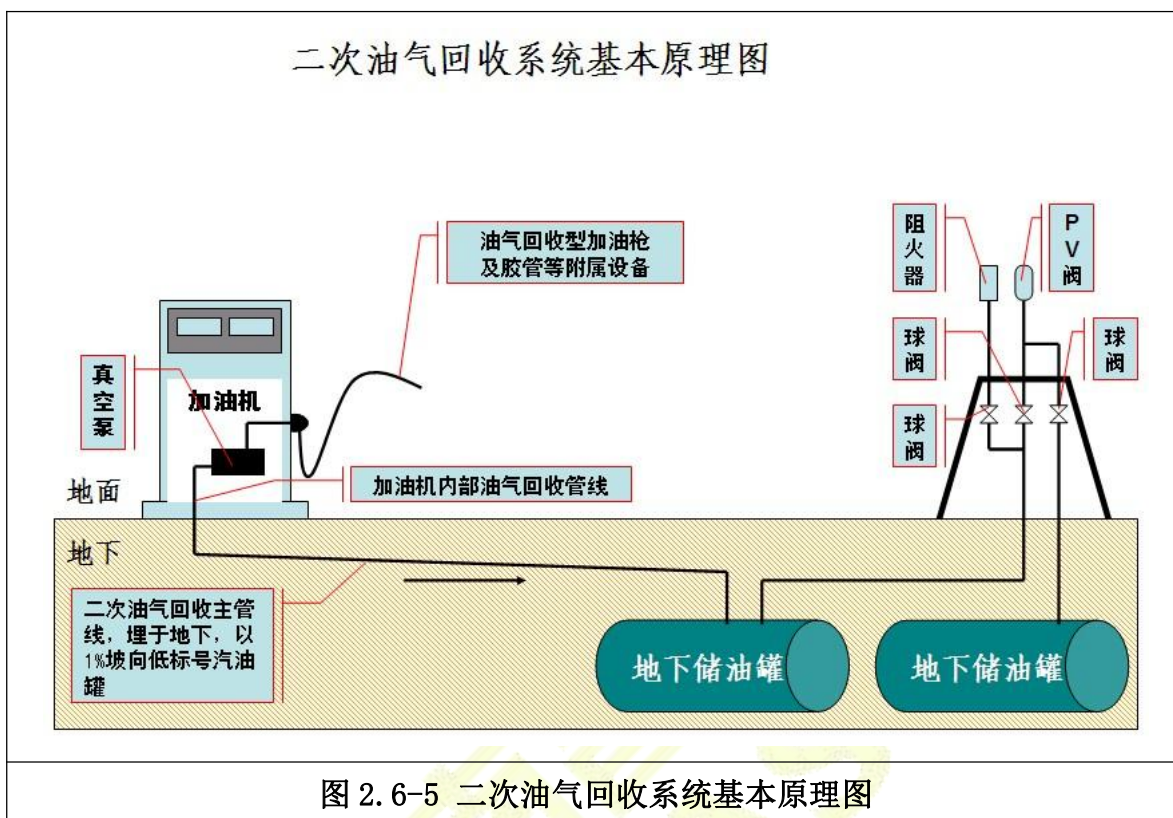 二次油气回收系统基本原理图
油气回收型加油枪
及胶管等附属设备
阻
火
器
P
V
阀
球
阀
球
阀
球
阀
真
空
泵
加油机
加油机内部油气回收管线
地面
地下
二次油气回收主管
线，埋于地下，以
1%坡向低标号汽油
罐
地下储油罐
地下储油罐
图 2.6-5 二次油气回收系统基本原理图